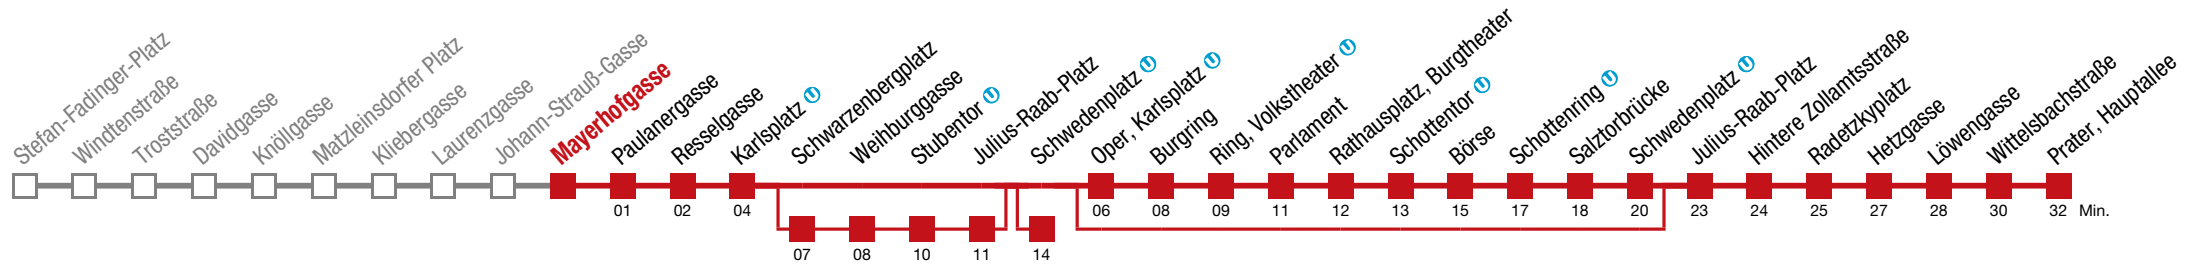 Stefan-Fadinger-Platz
Windtenstraße
Troststraße
Davidgasse
Knöllgasse
Matzleinsdorfer Platz
Kliebergasse
Laurenzgasse
Johann-Strauß-Gasse
Mayerhofgasse
Paulanergasse
Resselgasse
Karlsplatz U
Schwarzenbergplatz
Weihburggasse
Stubentor U
Julius-Raab-Platz
Schwedenplatz U
Oper, Karlsplatz U
Burgring
Ring, Volkstheater U
Parlament
Rathausplatz, Burgtheater
Schottentor U
Börse
Schottenring U
Salztorbrücke
Schwedenplatz U
Julius-Raab-Platz
Hintere Zollamtsstraße
Radetzkyplatz
Hetzgasse
Löwengasse
Wittelsbachstraße
Prater, Hauptallee
01 02 04 06 08 09 11 12 13 15 17 18 20 23 24 25 27 28 30 32 Min.
07 08 10 11 14